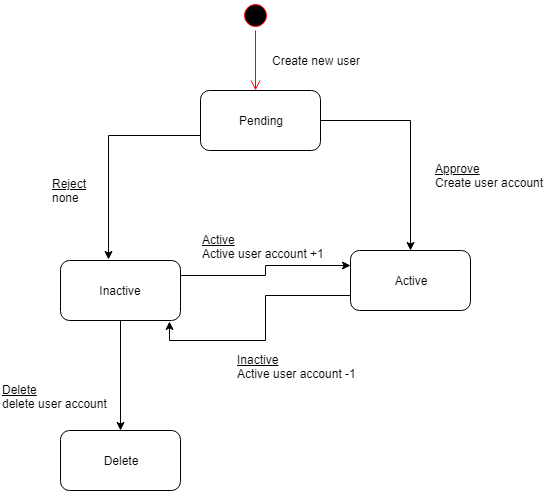 Create new user
Pending
Approve
Create user account
Reject
none
Active
Active user account +1
Inactive
Active
Inactive
Active user account -1
Delete
delete user account
Delete